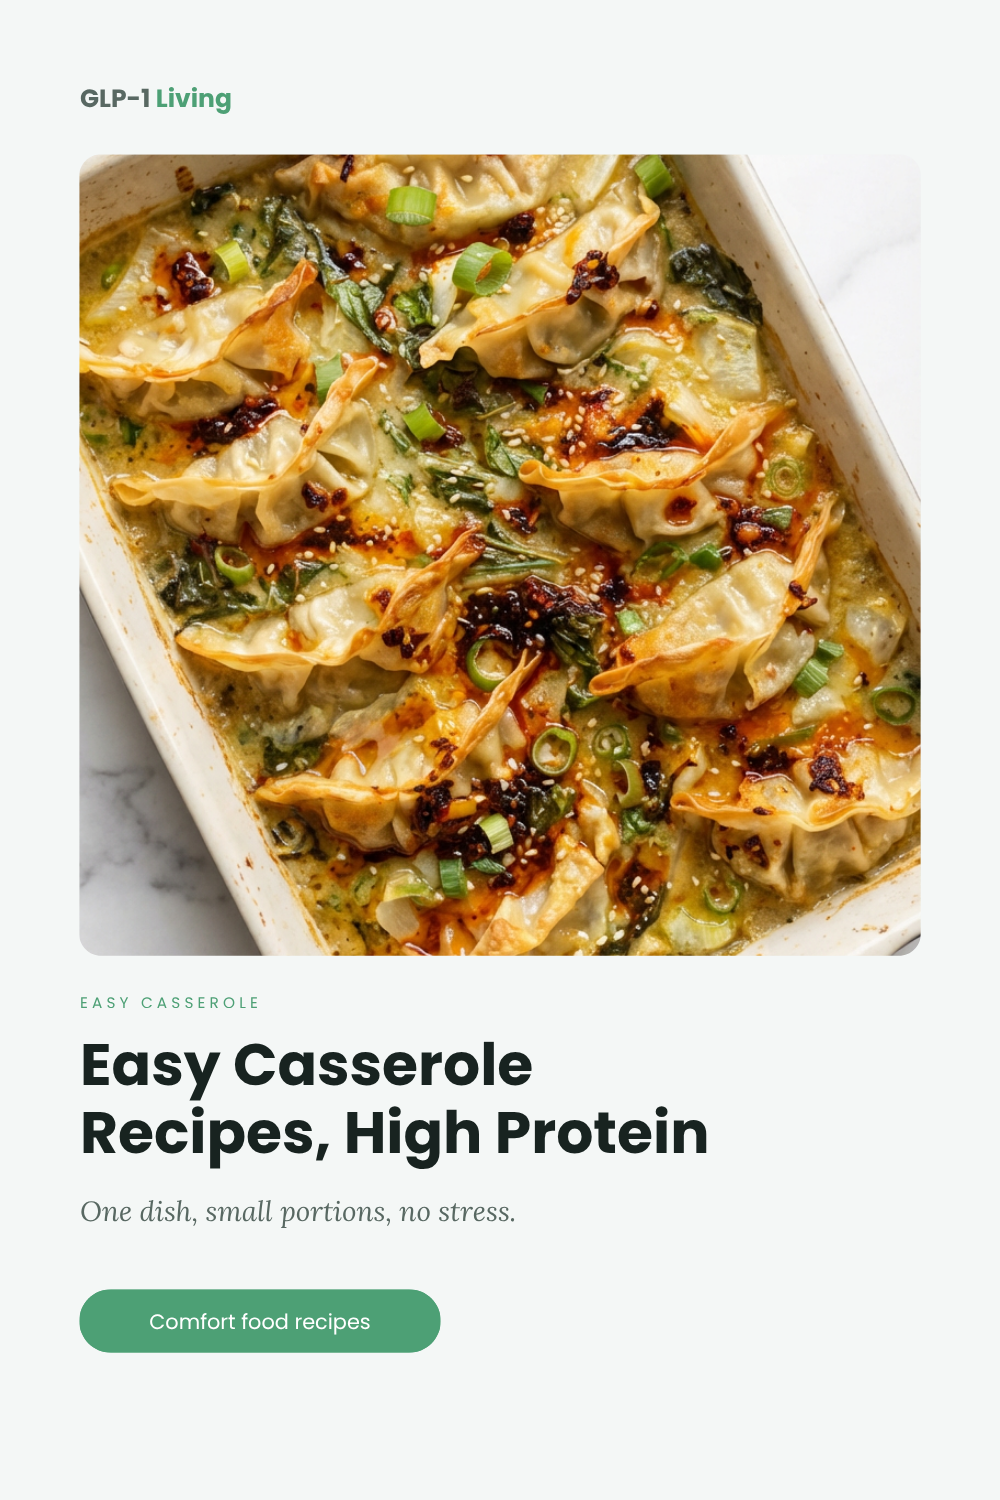 GLP-1 Living
EASY CASSEROLE
Easy Casserole
Recipes, High Protein
One dish, small portions, no stress.
Comfort food recipes